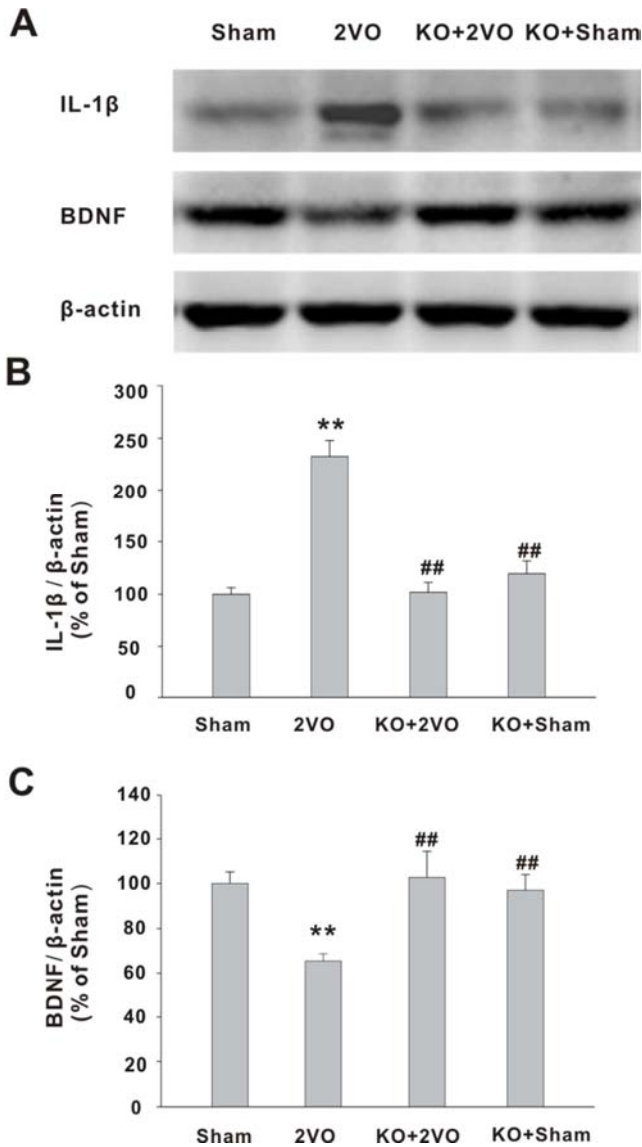 A
Sham 2VO KO+2VO KO+Sham
IL-1β
BDNF
β-actin
B
IL-1β / β-actin
(% of Sham)
300
250
200
150
100
50
0
**
##
##
Sham 2VO KO+2VO KO+Sham
C
BDNF/ β-actin
(% of Sham)
140
120
100
80
60
40
20
0
**
##
##
Sham 2VO KO+2VO KO+Sham